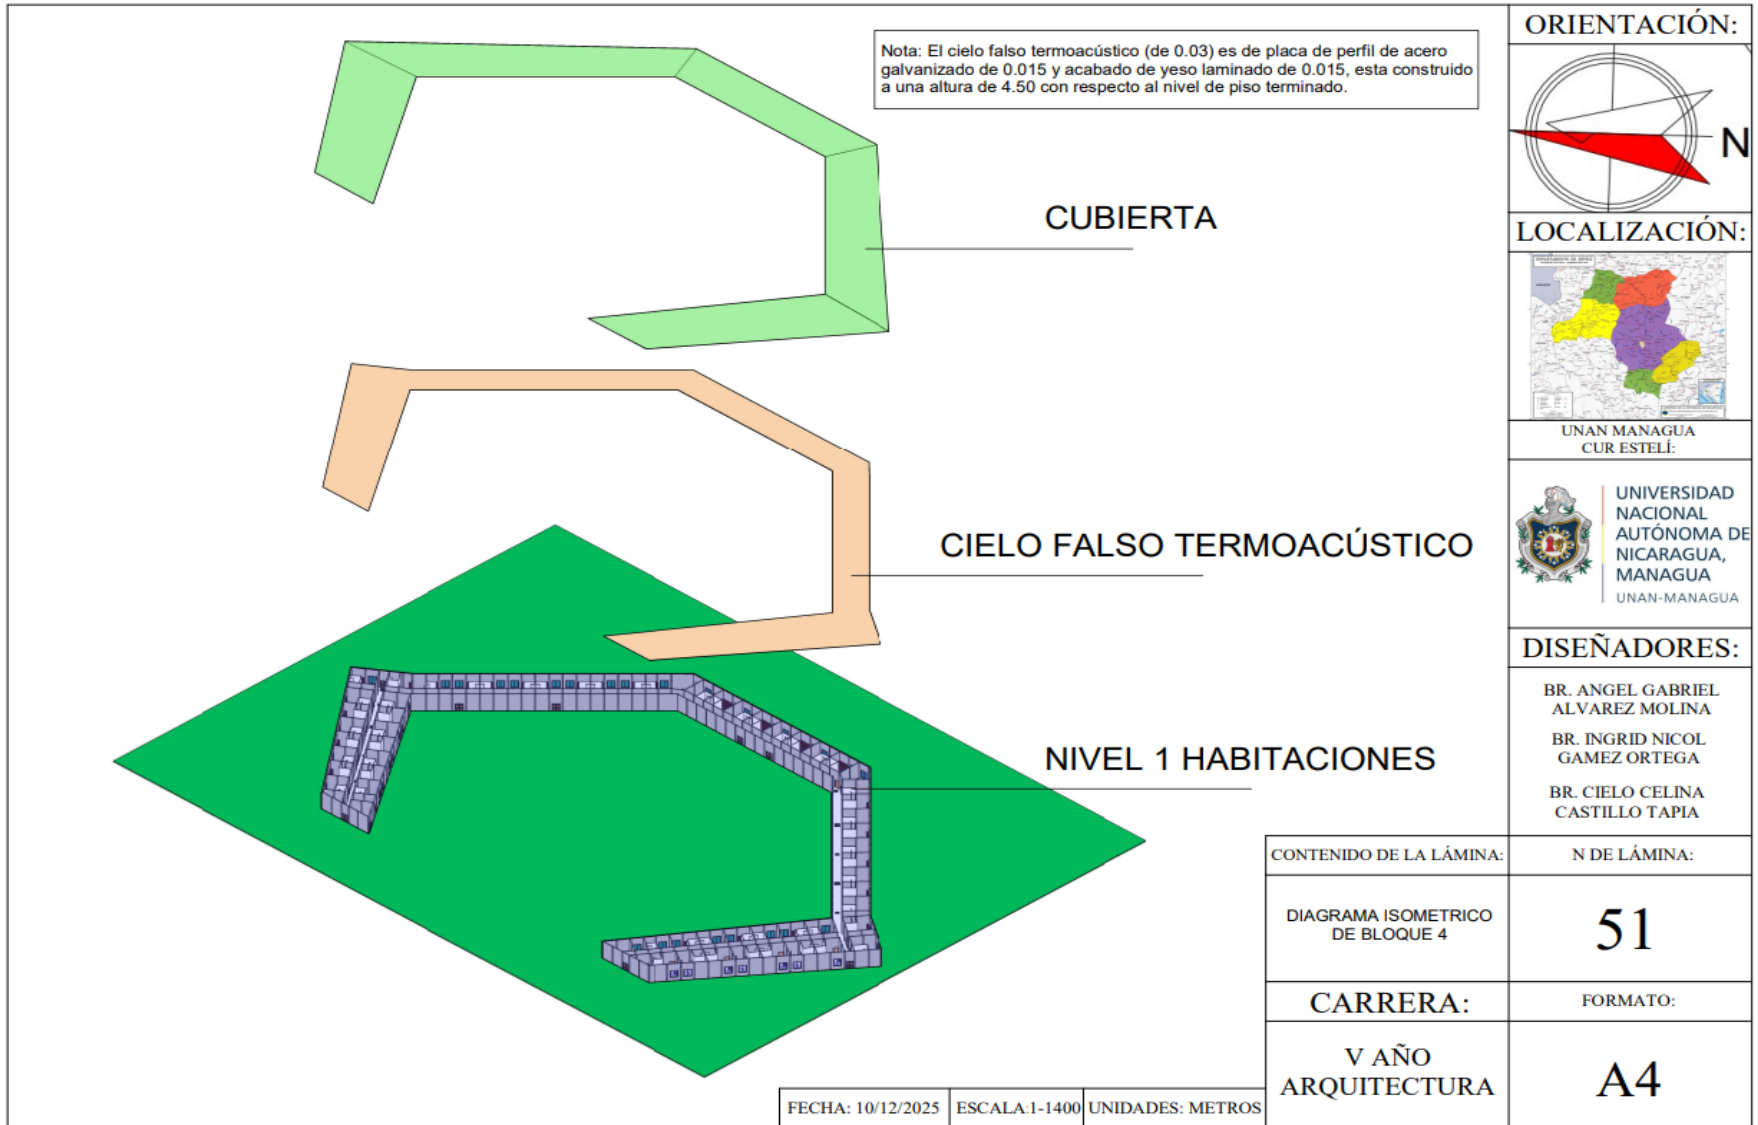 Nota: El cielo falso termoacústico (de 0.03) es de placa de perfil de acero
galvanizado de 0.015 y acabado de yeso laminado de 0.015, esta construido
a una altura de 4.50 con respecto al nivel de piso terminado.
CUBIERTA
CIELO FALSO TERMOACÚSTICO
NIVEL 1 HABITACIONES
ORIENTACIÓN:
N
LOCALIZACIÓN:
UNAN MANAGUA
CUR ESTELÍ:
UNIVERSIDAD
NACIONAL
AUTÓNOMA DE
NICARAGUA,
MANAGUA
UNAN-MANAGUA
DISEÑADORES:
BR. ANGEL GABRIEL
ALVAREZ MOLINA
BR. INGRID NICOL
GAMEZ ORTEGA
BR. CIELO CELINA
CASTILLO TAPIA
CONTENIDO DE LA LÁMINA:
N DE LÁMINA:
DIAGRAMA ISOMETRICO
DE BLOQUE 4
51
CARRERA:
FORMATO:
V AÑO
ARQUITECTURA
A4
FECHA: 10/12/2025
ESCALA:1-1400
UNIDADES: METROS